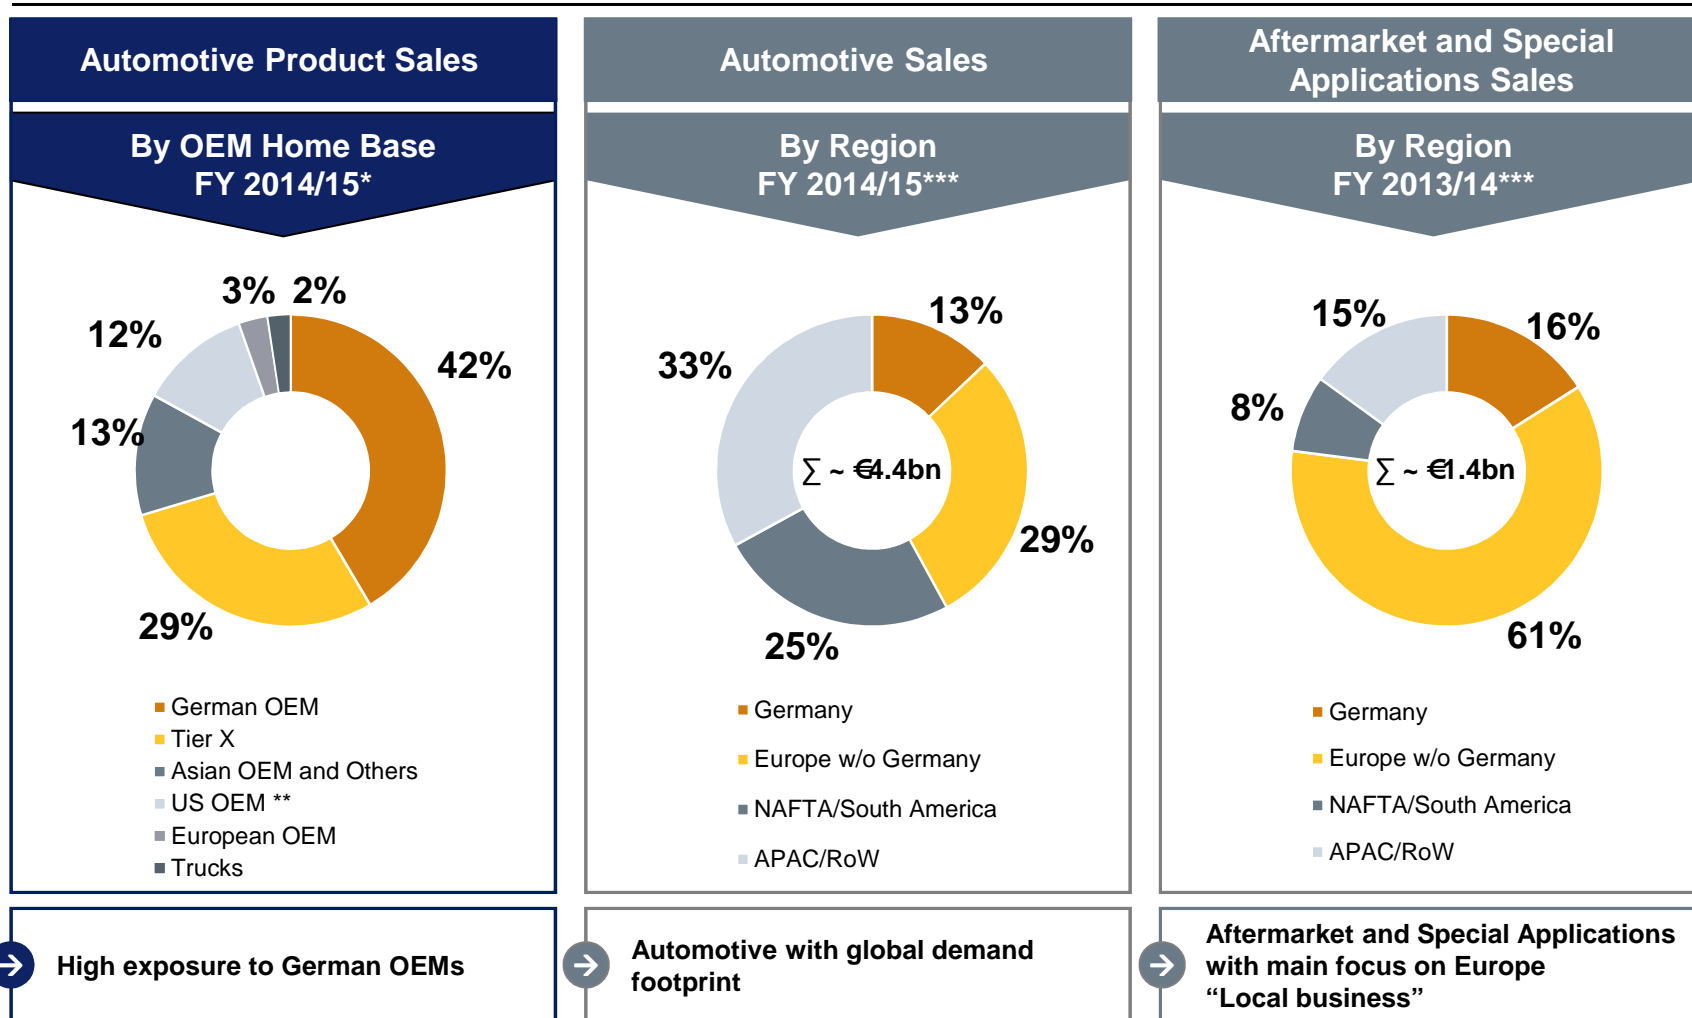 Automotive Product Sales
By OEM Home Base
FY 2014/15*
3% 2%
12%
42%
13%
29%
German OEM
Tier X
Asian OEM and Others
US OEM **
European OEM
Trucks
High exposure to German OEMs
Automotive Sales
By Region
FY 2014/15***
13%
33%
∑ ~ €4.4bn
29%
25%
Germany
Europe w/o Germany
NAFTA/South America
APAC/RoW
Automotive with global demand
footprint
Aftermarket and Special
Applications Sales
By Region
FY 2013/14***
15%
16%
8%
∑ ~ €1.4bn
61%
Germany
Europe w/o Germany
NAFTA/South America
APAC/RoW
Aftermarket and Special Applications
with main focus on Europe
“Local business”